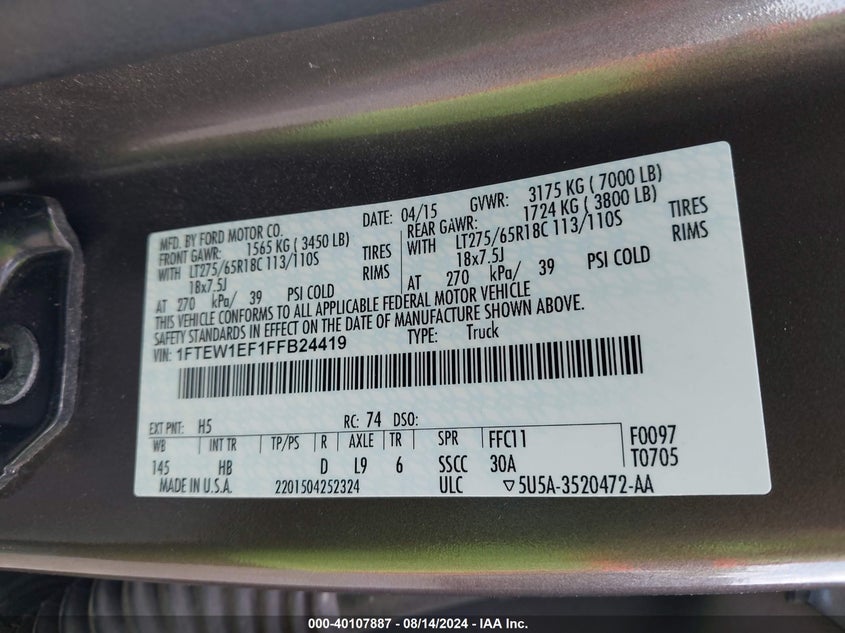 MFD. BY FORD MOTOR CO. DATE: 04/15 GVWR: 3175 KG ( 7000 LB)
FRONT GAWR: 1565 KG ( 3450 LB) REAR GAWR: 1724 KG ( 3800 LB)
WITH LT275/65R18C 113/110S TIRES WITH LT275/65R18C 113/110S TIRES
18x7.5J RIMS 18x7.5J RIMS
AT 270 kPa/ 39 PSI COLD AT 270 kPa/ 39 PSI COLD
THIS VEHICLE CONFORMS TO ALL APPLICABLE FEDERAL MOTOR VEHICLE
SAFETY STANDARDS IN EFFECT ON THE DATE OF MANUFACTURE SHOWN ABOVE.
VIN: 1FTEW1EF1FFB24419 TYPE: Truck
EXT PNT: H5 RC: 74 DSO:
WB INT TR TP/PS R AXLE TR SPR FFC11 F0097
145 HB D L9 6 SSCC 30A T0705
MADE IN U.S.A. 2201504252324 ULC ▽5U5A-3520472-AA
000-40107887 - 08/14/2024 - IAA Inc.